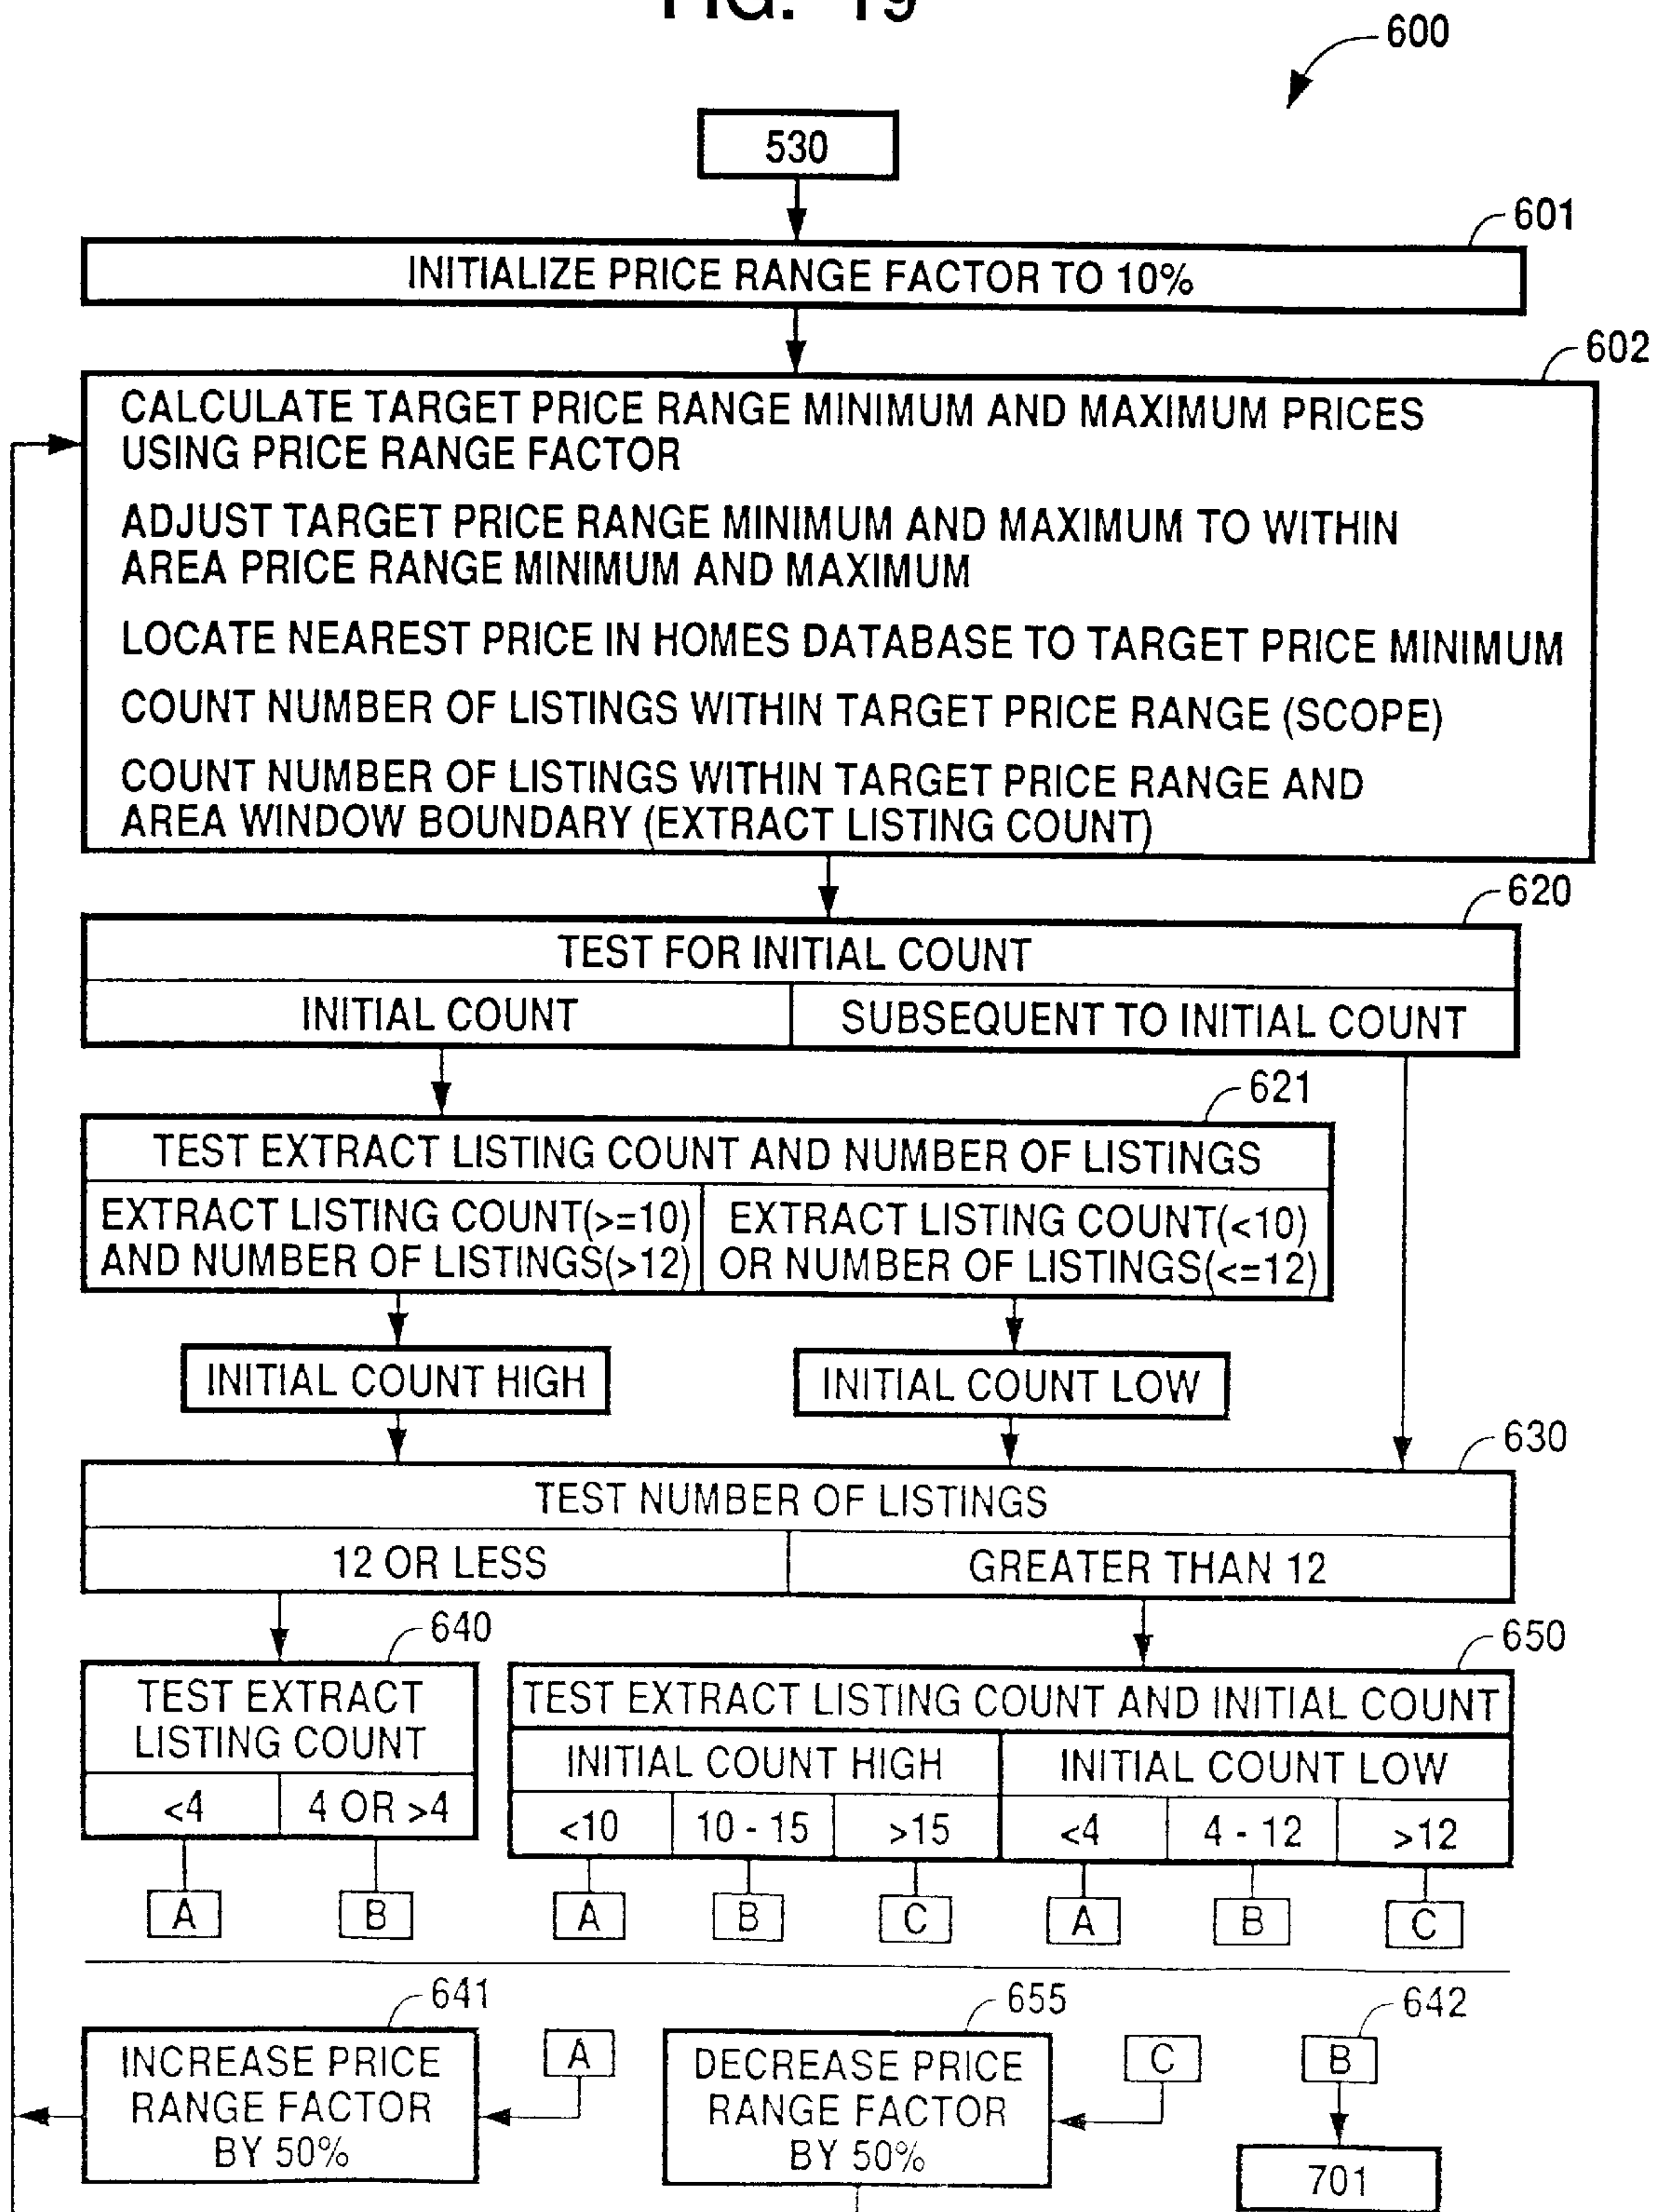 FIG. 19
600
530
601
INITIALIZE PRICE RANGE FACTOR TO 10%
602
CALCULATE TARGET PRICE RANGE MINIMUM AND MAXIMUM PRICES
USING PRICE RANGE FACTOR
ADJUST TARGET PRICE RANGE MINIMUM AND MAXIMUM TO WITHIN
AREA PRICE RANGE MINIMUM AND MAXIMUM
LOCATE NEAREST PRICE IN HOMES DATABASE TO TARGET PRICE MINIMUM
COUNT NUMBER OF LISTINGS WITHIN TARGET PRICE RANGE (SCOPE)
COUNT NUMBER OF LISTINGS WITHIN TARGET PRICE RANGE AND
AREA WINDOW BOUNDARY (EXTRACT LISTING COUNT)
620
TEST FOR INITIAL COUNT
INITIAL COUNT
SUBSEQUENT TO INITIAL COUNT
621
TEST EXTRACT LISTING COUNT AND NUMBER OF LISTINGS
EXTRACT LISTING COUNT(>=10)
AND NUMBER OF LISTINGS(>12)
EXTRACT LISTING COUNT(<10)
OR NUMBER OF LISTINGS(<=12)
INITIAL COUNT HIGH
INITIAL COUNT LOW
630
TEST NUMBER OF LISTINGS
12 OR LESS
GREATER THAN 12
640
TEST EXTRACT
LISTING COUNT
<4
4 OR >4
650
TEST EXTRACT LISTING COUNT AND INITIAL COUNT
INITIAL COUNT HIGH
INITIAL COUNT LOW
<10
10 - 15
>15
<4
4 - 12
>12
A
B
A
B
C
A
B
C
641
INCREASE PRICE
RANGE FACTOR
BY 50%
A
655
DECREASE PRICE
RANGE FACTOR
BY 50%
C
642
B
701